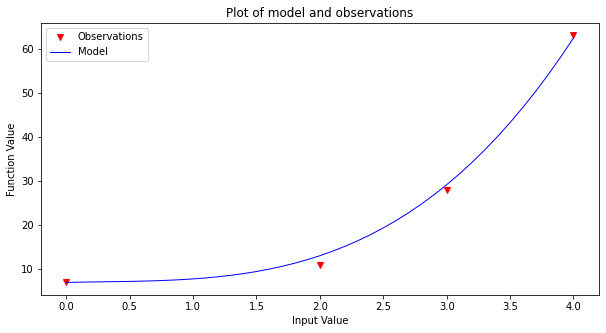 Plot of model and observations
Observations
Model
Function Value
60
50
40
30
20
10
0.0 0.5 1.0 1.5 2.0 2.5 3.0 3.5 4.0
Input Value